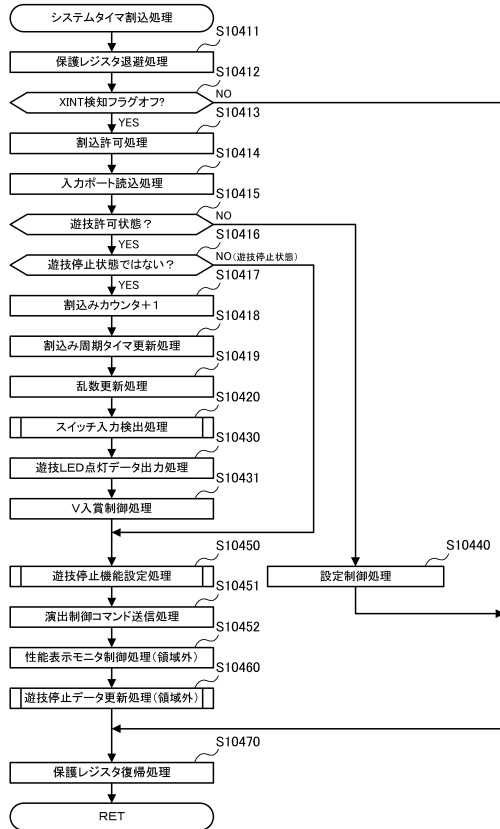 システムタイマ割込処理
S10411
保護レジスタ退避処理
S10412
XINT検知フラグオフ?
NO
YES
S10413
割込許可処理
S10414
入力ポート読込処理
S10415
遊技許可状態？
NO
YES
S10416
遊技停止状態ではない？
NO(遊技停止状態)
YES
S10417
割込みカウンタ＋1
S10418
割込み周期タイマ更新処理
S10419
乱数更新処理
S10420
スイッチ入力検出処理
S10430
遊技LED点灯データ出力処理
S10431
V入賞制御処理
S10450
遊技停止機能設定処理
S10440
設定制御処理
S10451
演出制御コマンド送信処理
S10452
性能表示モニタ制御処理(領域外)
S10460
遊技停止データ更新処理(領域外)
S10470
保護レジスタ復帰処理
RET